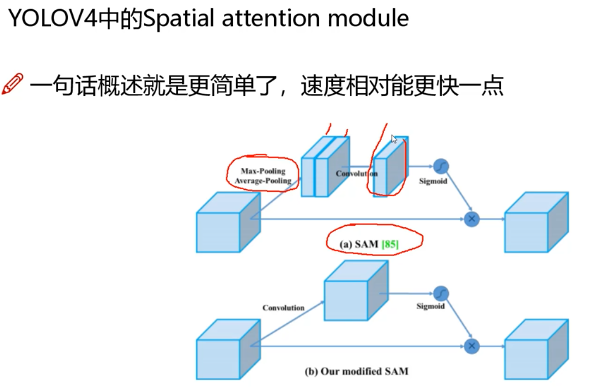 YOLOV4中的Spatial attention module
一句话概述就是更简单了，速度相对能更快一点
Max-Pooling
Average-Pooling
Convolution
Sigmoid
(a) SAM [85]
Convolution
Sigmoid
(b) Our modified SAM